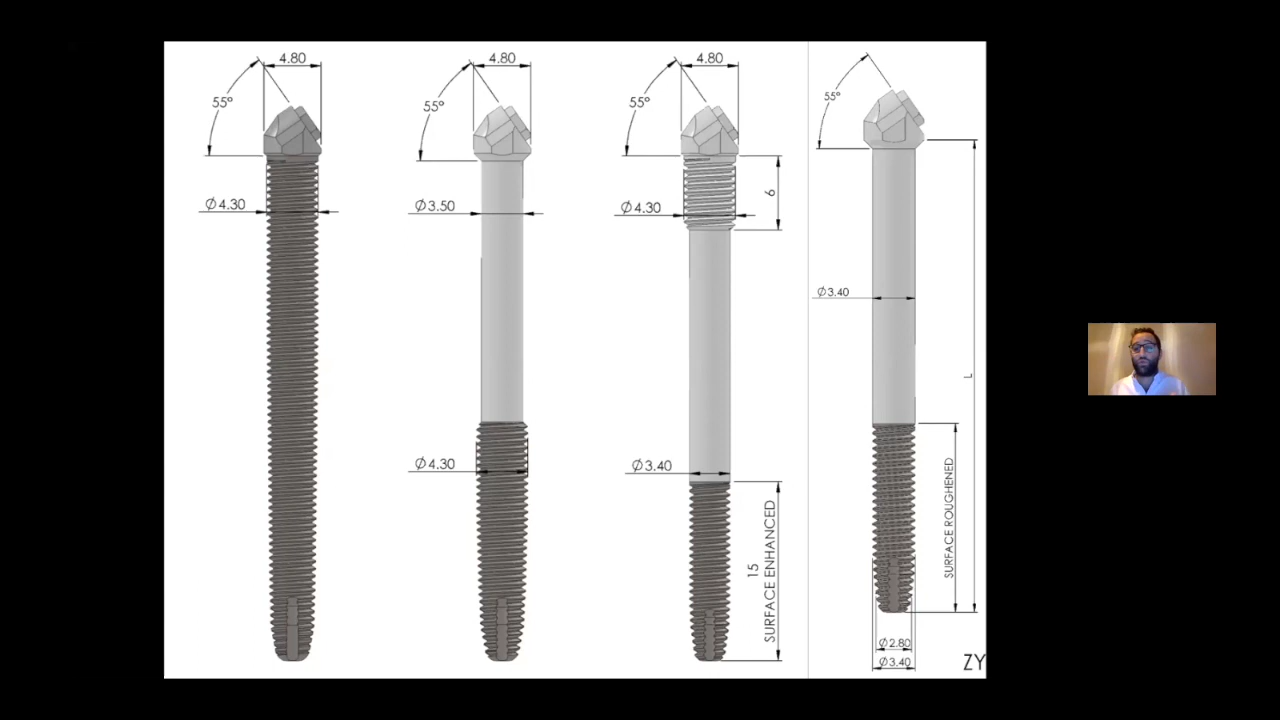 4.80
55°
Ø4.30
4.80
55°
Ø3.50
Ø4.30
4.80
55°
Ø4.30
6
Ø3.40
15
SURFACE ENHANCED
55°
Ø3.40
L
SURFACE ROUGHENED
Ø2.80
Ø3.40
ZY